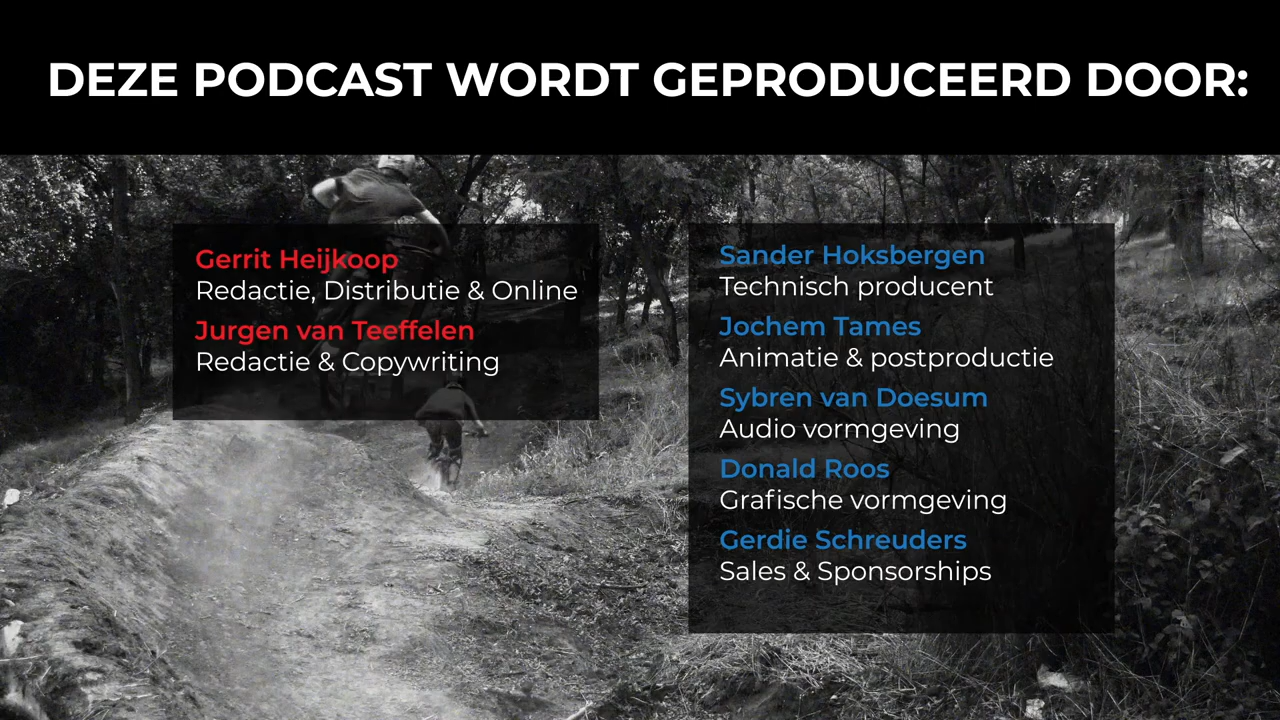 DEZE PODCAST WORDT GEPRODUCEERD DOOR:
Gerrit Heijkoop
Redactie, Distributie & Online
Jurgen van Teeffelen
Redactie & Copywriting
Sander Hoksbergen
Technisch producent
Jochem Tames
Animatie & postproductie
Sybren van Doesum
Audio vormgeving
Donald Roos
Grafische vormgeving
Gerdie Schreuders
Sales & Sponsorships